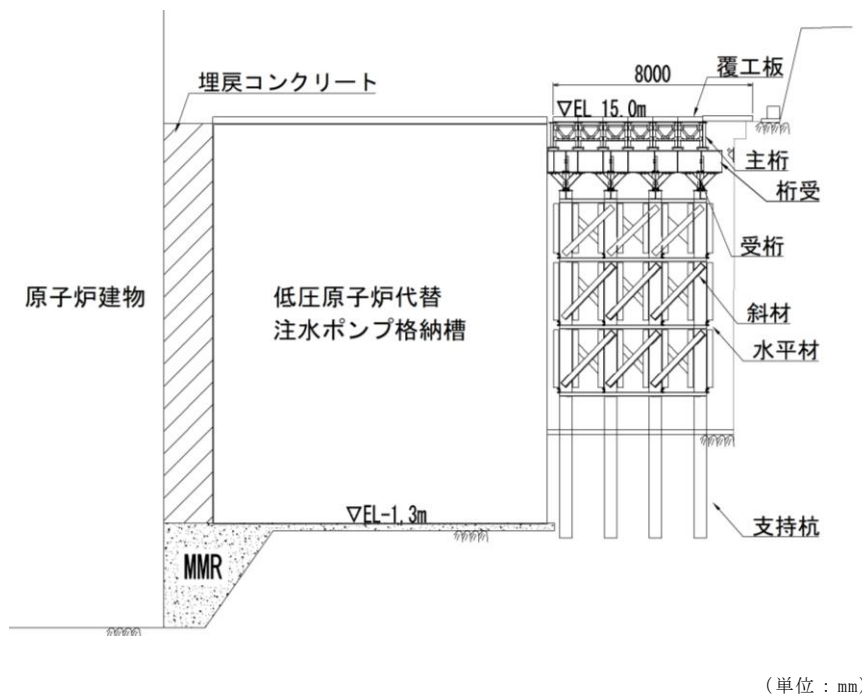 埋戻コンクリート
8000
覆工板
▽EL 15.0m
主桁
桁受
受桁
原子炉建物
低圧原子炉代替
注水ポンプ格納槽
斜材
水平材
▽EL-1.3m
支持杭
MMR
(単位:mm)